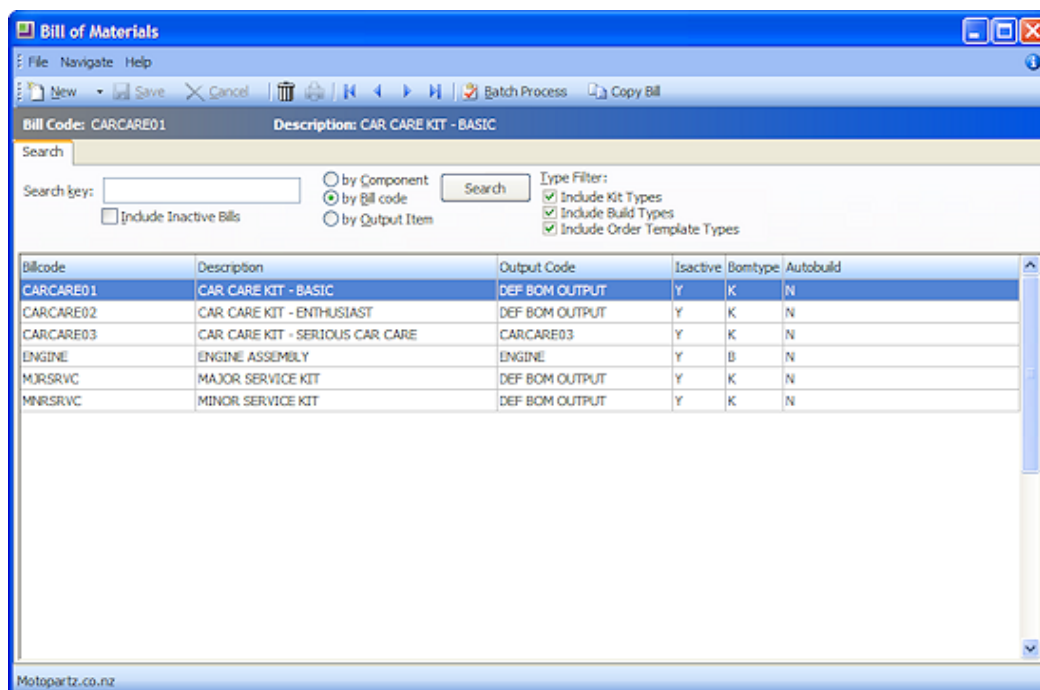 Bill of Materials
File Navigate Help
New Save Cancel Batch Process Copy Bill
Bill Code: CARCARE01 Description: CAR CARE KIT - BASIC
Search
Search key: by Component Search Type Filter:
by Bill code Include Kit Types
Include Inactive Bills by Output Item Include Build Types
Include Order Template Types
Billcode Description Output Code Isactive Bomtype Autobuild
CARCARE01 CAR CARE KIT - BASIC DEF BOM OUTPUT Y K N
CARCARE02 CAR CARE KIT - ENTHUSIAST DEF BOM OUTPUT Y K N
CARCARE03 CAR CARE KIT - SERIOUS CAR CARE CARCARE03 Y K N
ENGINE ENGINE ASSEMBLY ENGINE Y B N
MJRSRVC MAJOR SERVICE KIT DEF BOM OUTPUT Y K N
MNRSRVC MINOR SERVICE KIT DEF BOM OUTPUT Y K N
Motopartz.co.nz